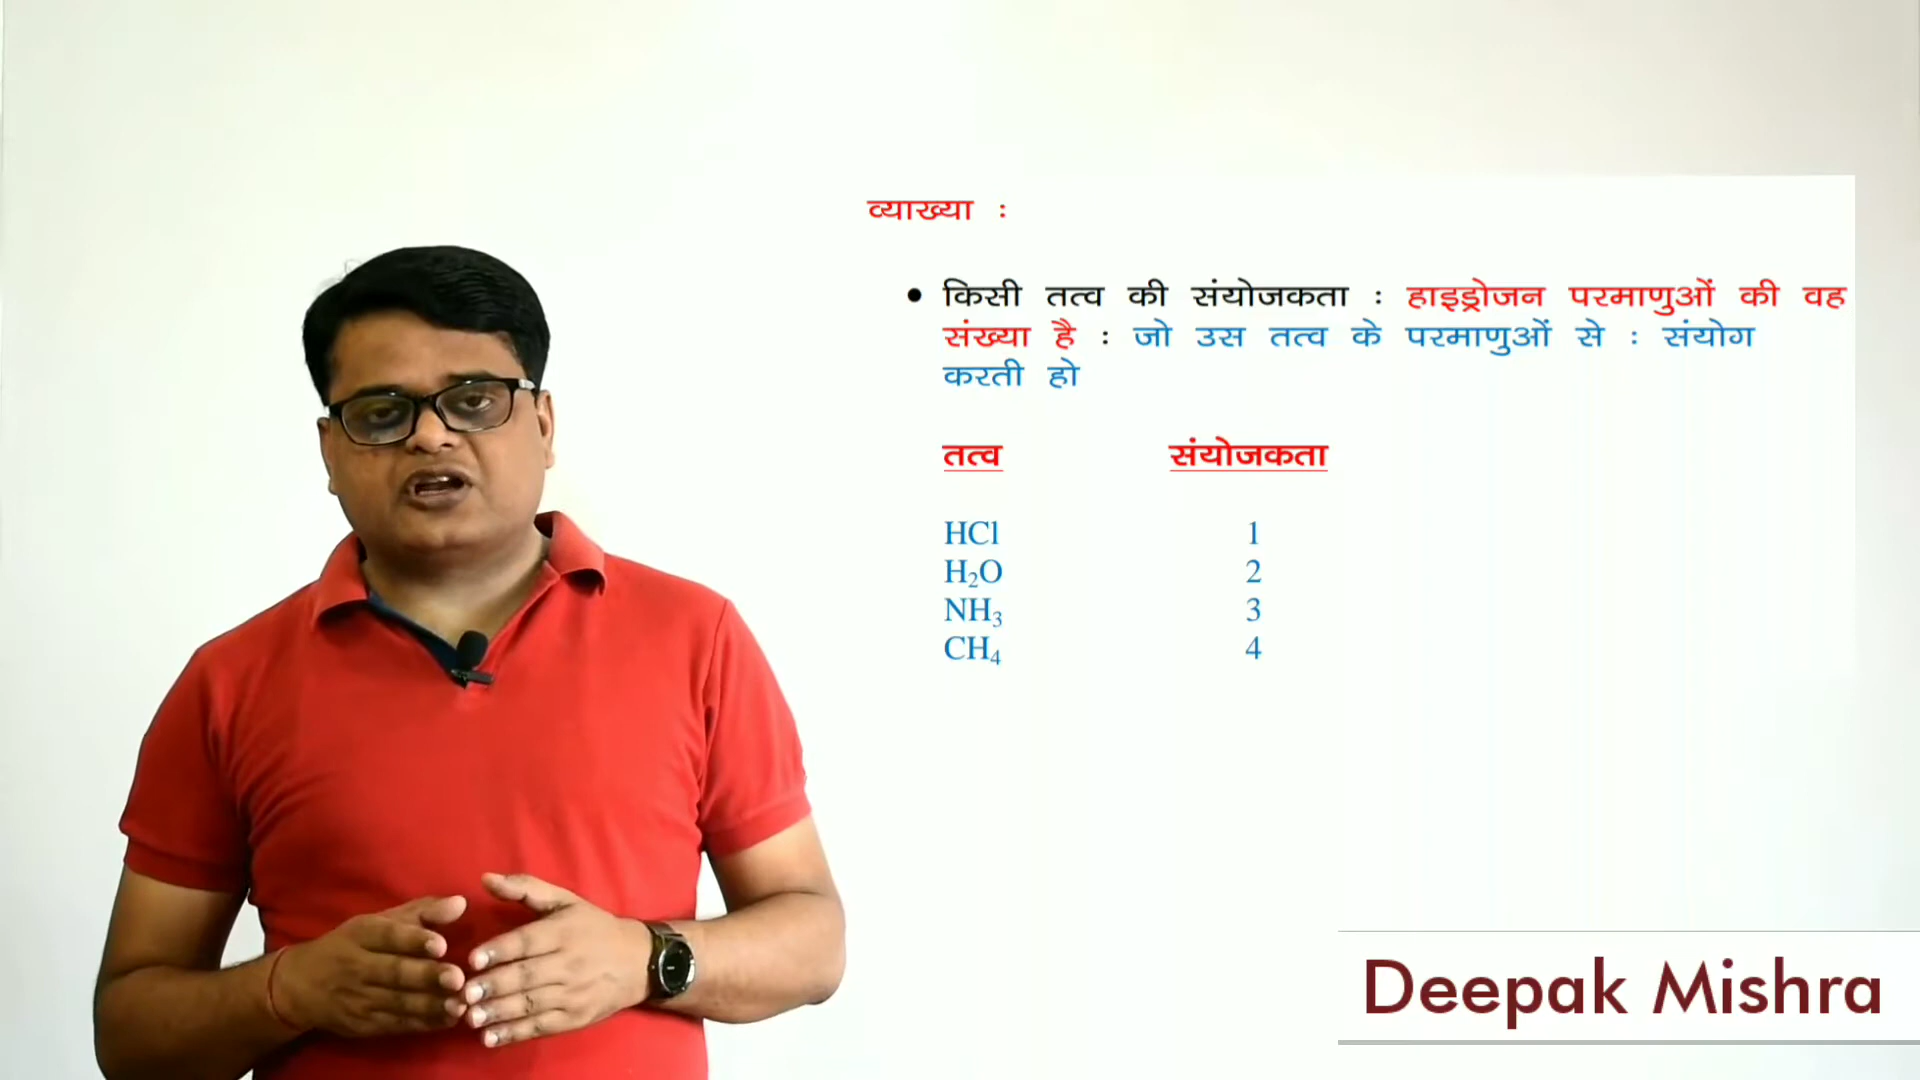 व्याख्या :
• किसी तत्व की संयोजकता : हाइड्रोजन परमाणुओं की वह
संख्या है : जो उस तत्व के परमाणुओं से : संयोग
करती हो
तत्व संयोजकता
HCl 1
H₂O 2
NH₃ 3
CH₄ 4
Deepak Mishra